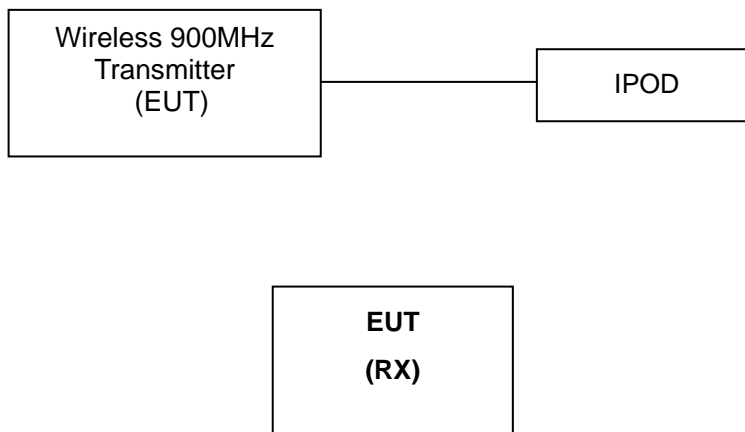 Wireless 900MHz
Transmitter
(EUT)
IPOD
EUT
(RX)